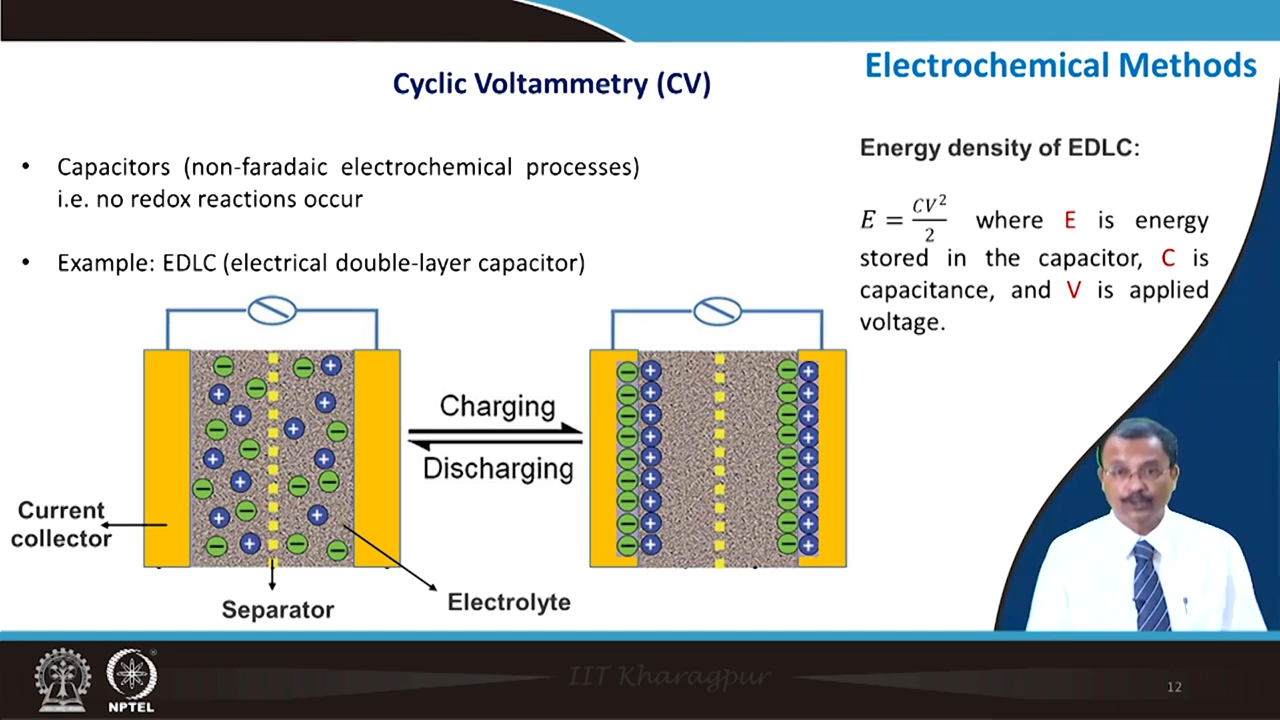 Electrochemical Methods
Cyclic Voltammetry (CV)
• Capacitors (non-faradaic electrochemical processes)
i.e. no redox reactions occur
• Example: EDLC (electrical double-layer capacitor)
Charging
Discharging
Current
collector
Separator
Electrolyte
Energy density of EDLC:
E = CV²/2 where E is energy
stored in the capacitor, C is
capacitance, and V is applied
voltage.
NPTEL
IIT Kharagpur
12